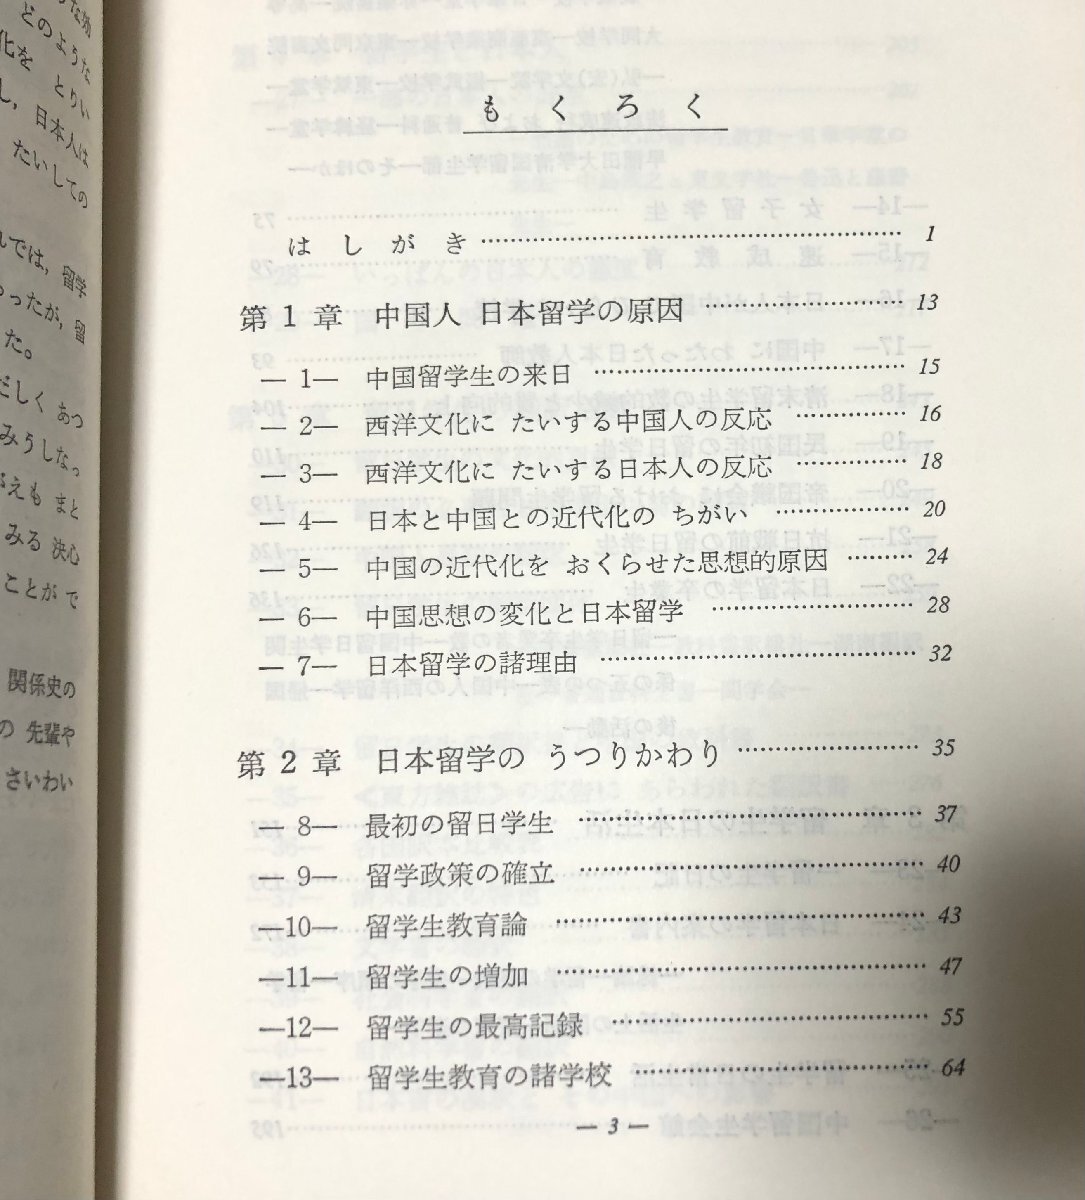 な効
どのような
化を とりい
し，日本人は
たいしての
れでは，留学
ゃったが，留
た。
だしく あつ
みうしなっ
がえも まと
みる 決心
ことが で
関係史の
の 先輩や
さいわい
もくろく
はしがき……………1
第1章 中国人 日本留学の原因……………13
—1— 中国留学生の来日……………15
—2— 西洋文化に たいする中国人の反応……………16
—3— 西洋文化に たいする日本人の反応……………18
—4— 日本と中国との近代化の ちがい……………20
—5— 中国の近代化を おくらせた思想的原因……………24
—6— 中国思想の変化と日本留学……………28
—7— 日本留学の諸理由……………32
第2章 日本留学の うつりかわり……………35
—8— 最初の留日学生……………37
—9— 留学政策の確立……………40
—10— 留学生教育論……………43
—11— 留学生の増加……………47
—12— 留学生の最高記録……………55
—13— 留学生教育の諸学校……………64
— 3 —